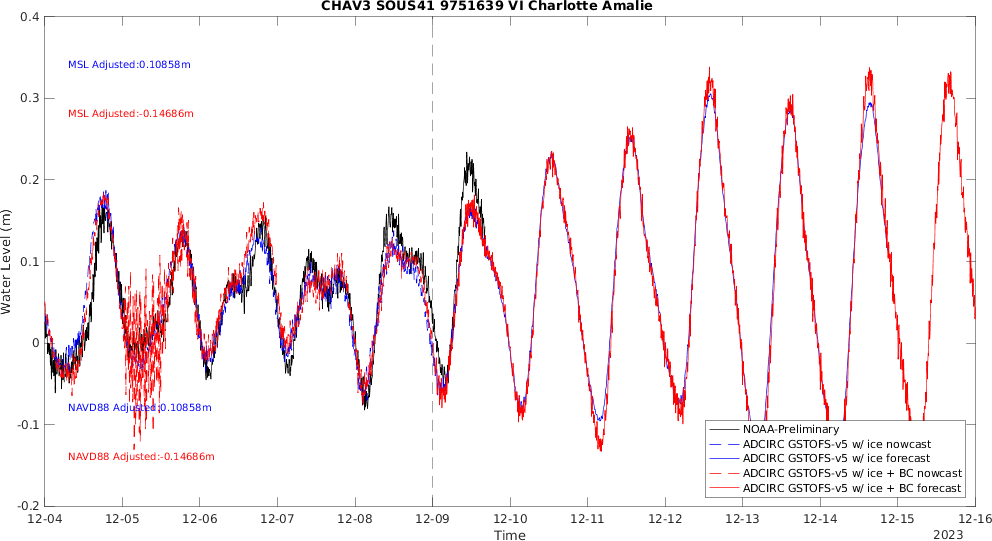 CHAV3 SOUS41 9751639 VI Charlotte Amalie
0.4
0.3
0.2
0.1
0
-0.1
-0.2
Water Level (m)
MSL Adjusted:0.10858m
MSL Adjusted:-0.14686m
NAVD88 Adjusted:0.10858m
NAVD88 Adjusted:-0.14686m
NOAA-Preliminary
ADCIRC GSTOFS-v5 w/ ice nowcast
ADCIRC GSTOFS-v5 w/ ice forecast
ADCIRC GSTOFS-v5 w/ ice + BC nowcast
ADCIRC GSTOFS-v5 w/ ice + BC forecast
12-04 12-05 12-06 12-07 12-08 12-09 12-10 12-11 12-12 12-13 12-14 12-15 12-16
Time
2023